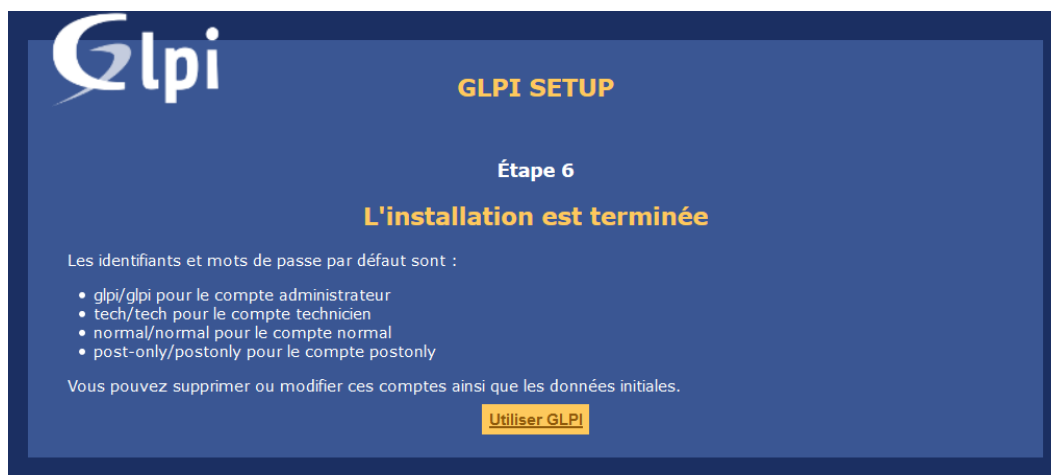 Glpi
GLPI SETUP
Étape 6
L'installation est terminée
Les identifiants et mots de passe par défaut sont :
• glpi/glpi pour le compte administrateur
• tech/tech pour le compte technicien
• normal/normal pour le compte normal
• post-only/postonly pour le compte postonly
Vous pouvez supprimer ou modifier ces comptes ainsi que les données initiales.
Utiliser GLPI